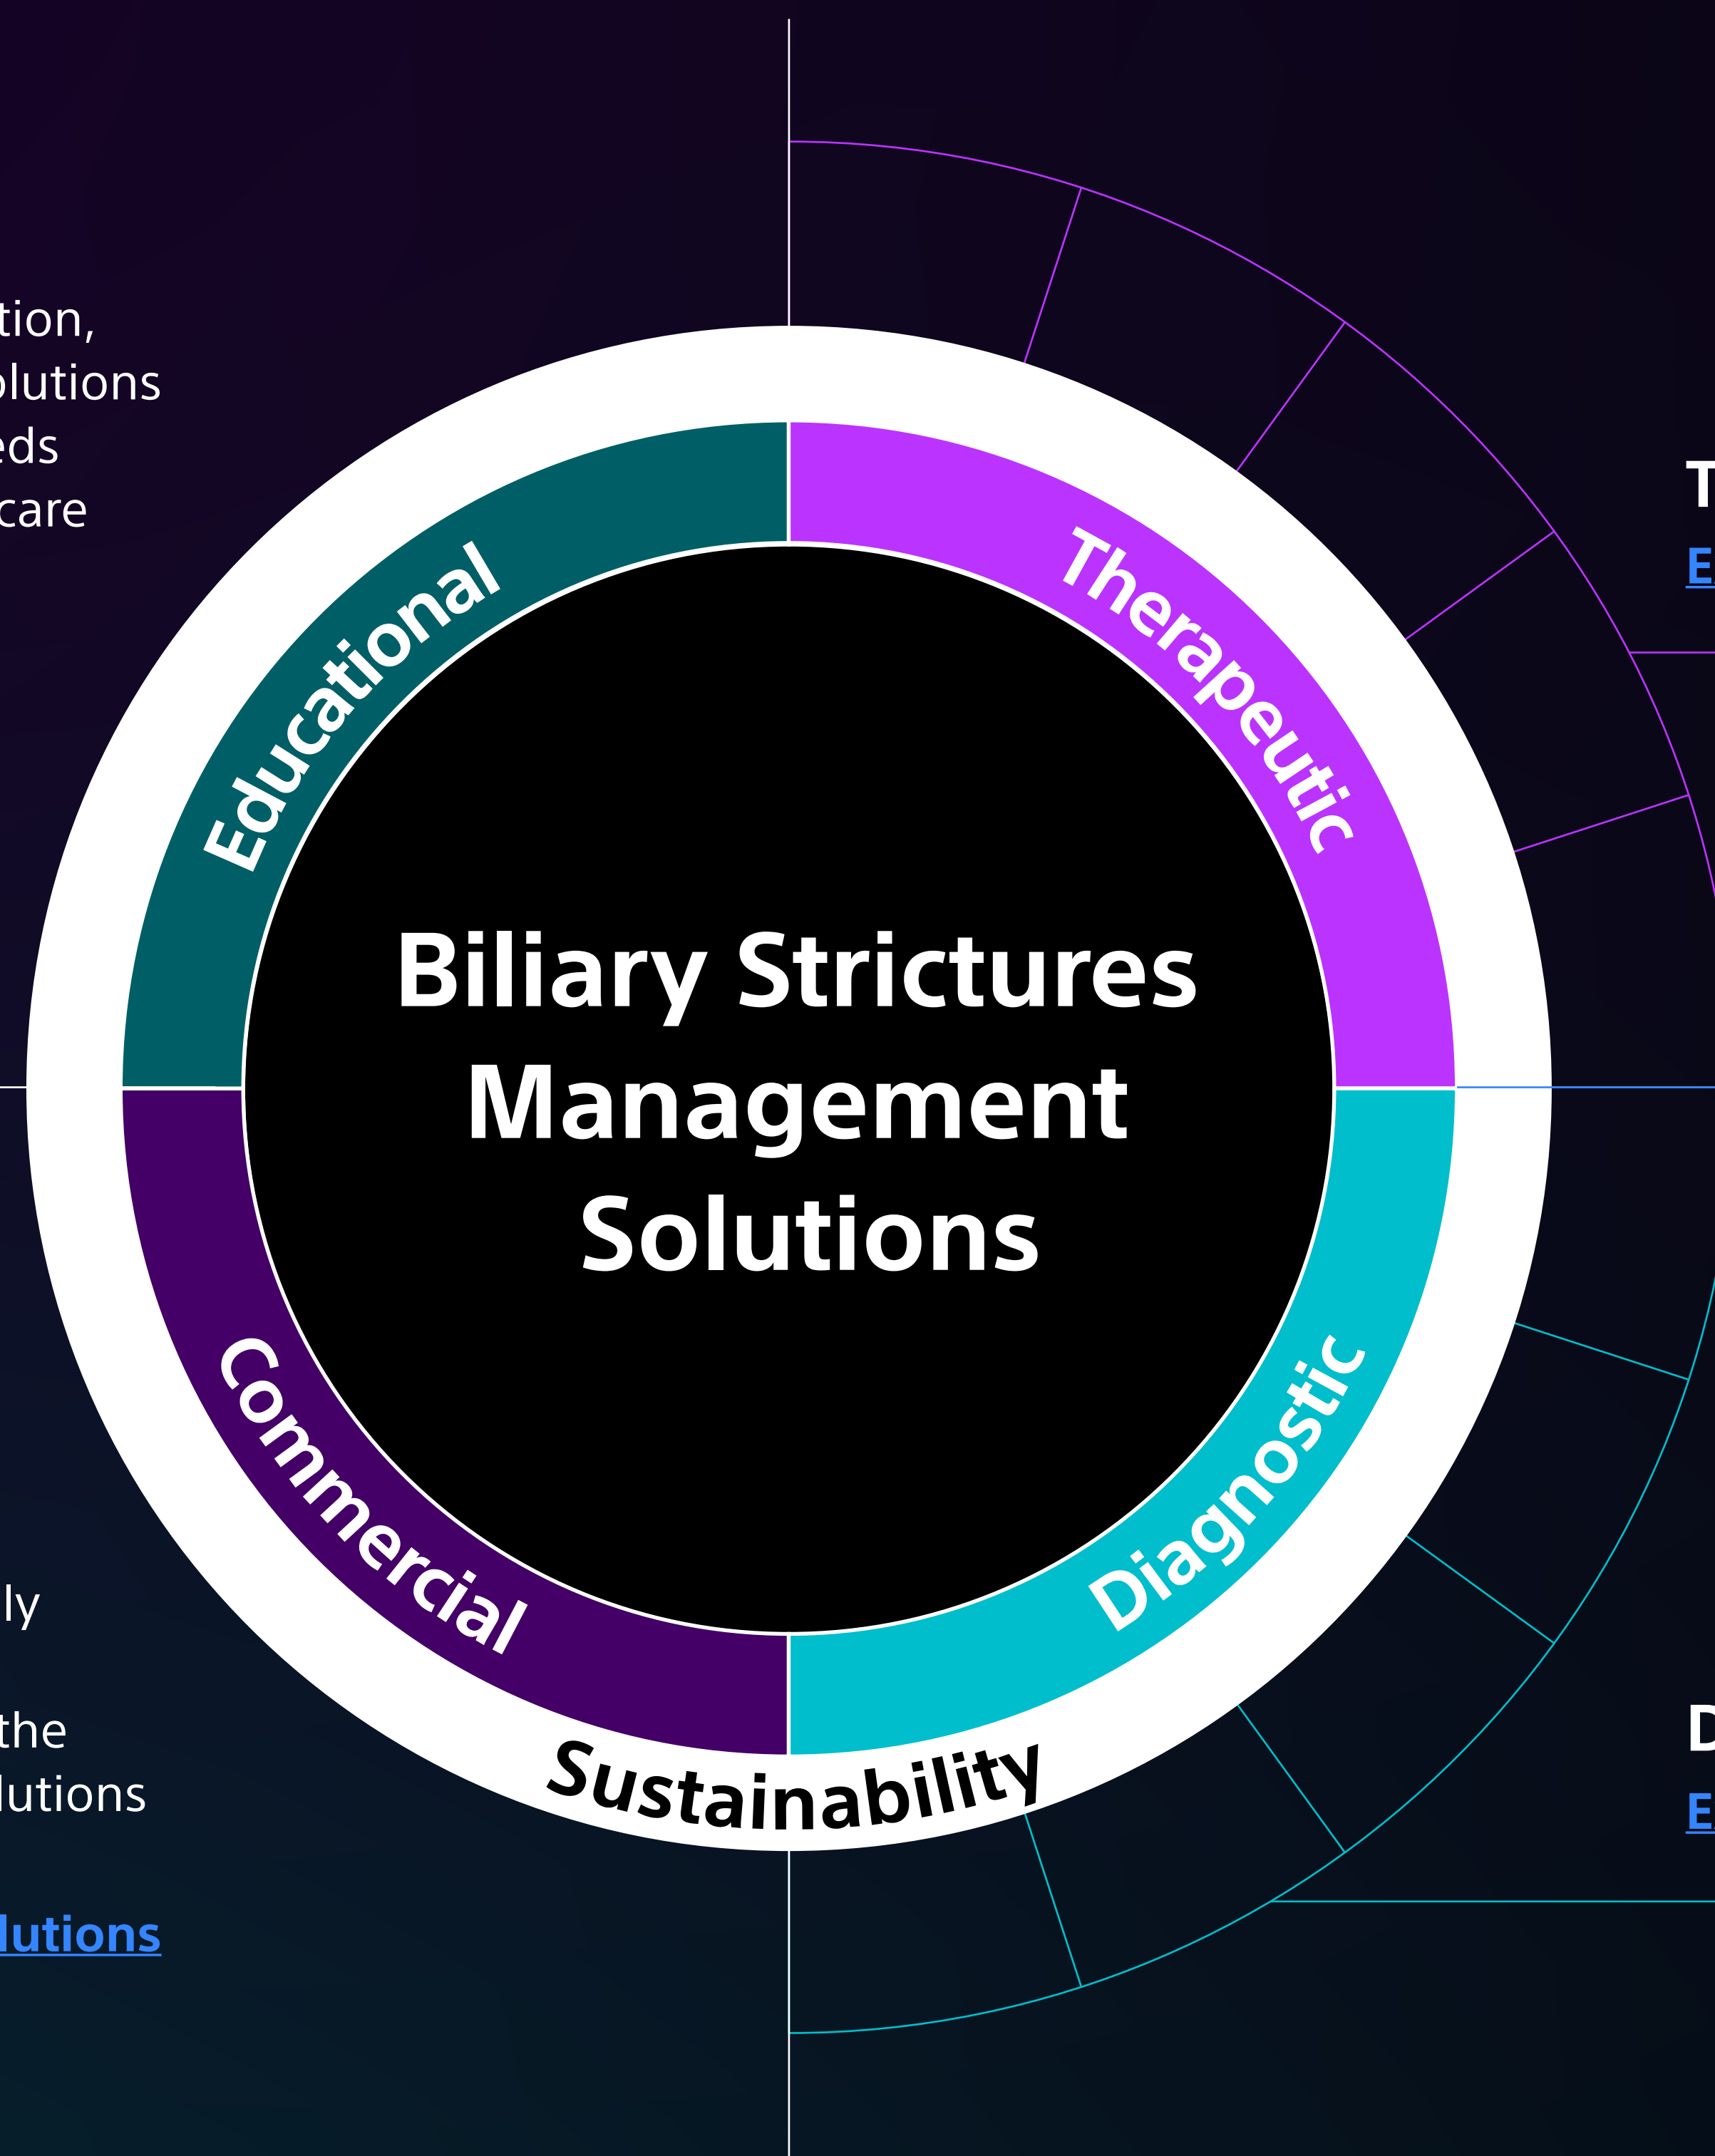 tion,
olutions
eds
care
Educational
Therapeutic
T
E
Biliary Strictures
Management
Solutions
Commercial
Diagnostic
Sustainability
ly
the
lutions
lutions
D
E